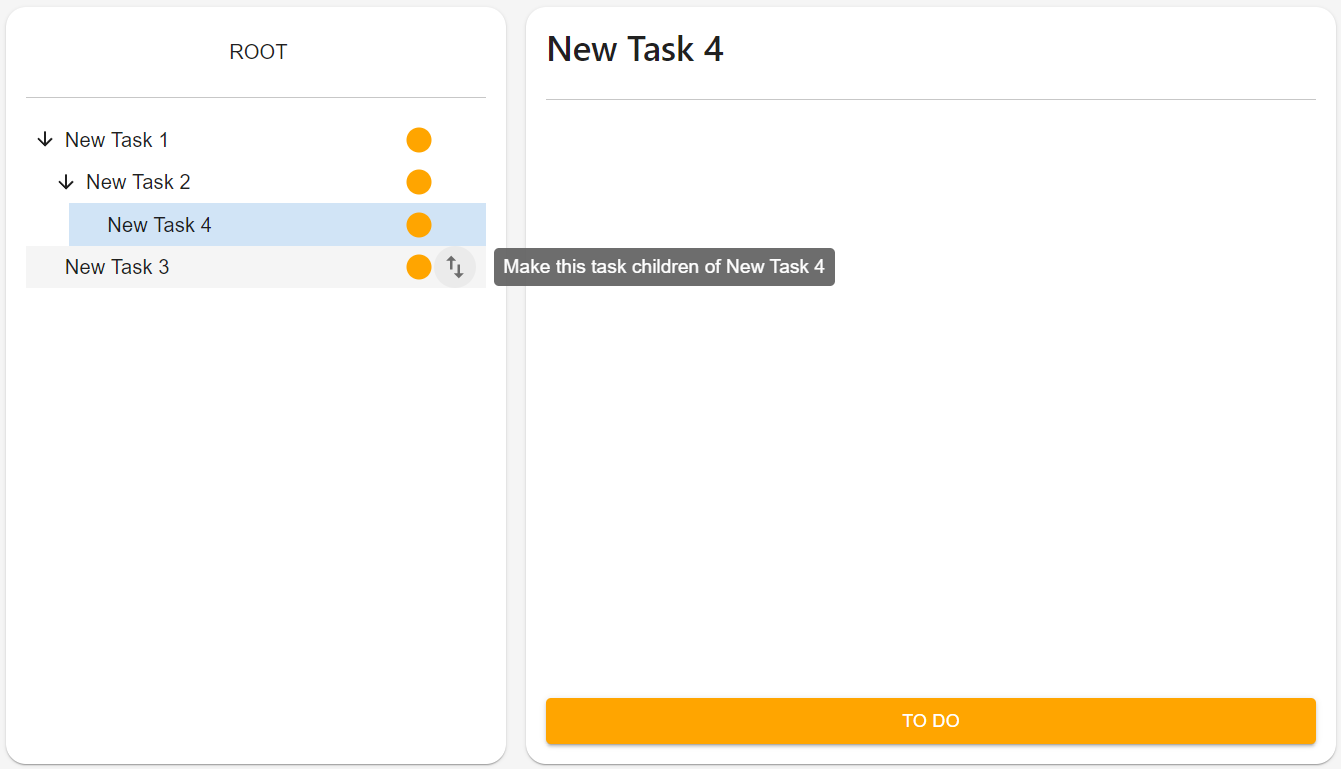 ROOT
New Task 1
New Task 2
New Task 4
New Task 3
New Task 4
Make this task children of New Task 4
TO DO